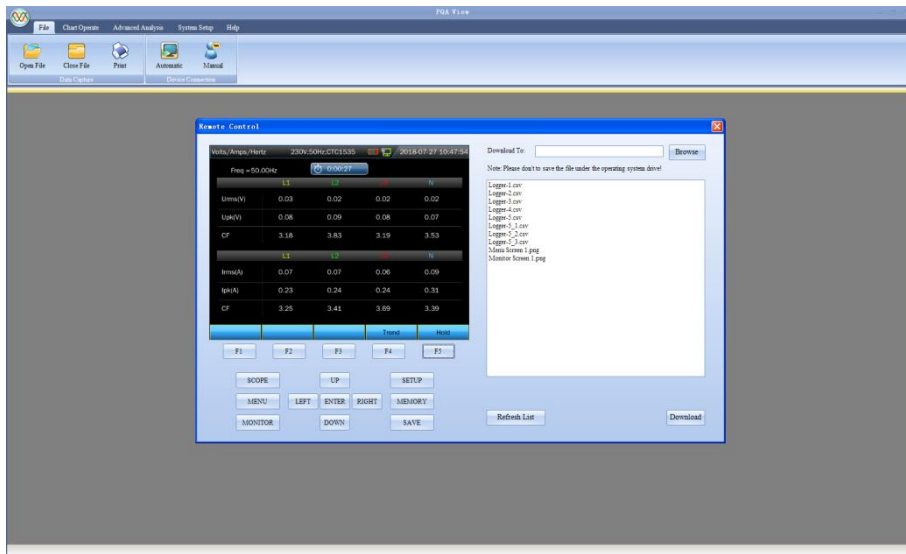 PQA View
File Chart Operate Advanced Analysis System Setup Help
Open File Close File Print Automatic Manual
Data Capture Device Connection
Remote Control
Volts/Amps/Hertz 230V;50Hz;CTC1535 2018-07-27 10:47:54
Freq =50.00Hz 0:00:27
L1 L2 N
Urms(V) 0.03 0.02 0.02 0.02
Upk(V) 0.08 0.09 0.08 0.07
CF 3.18 3.83 3.19 3.53
L1 L2 N
Irms(A) 0.07 0.07 0.06 0.09
Ipk(A) 0.23 0.24 0.24 0.31
CF 3.25 3.41 3.69 3.39
Trend Hold
F1 F2 F3 F4 F5
SCOPE UP SETUP
MENU LEFT ENTER RIGHT MEMORY
MONITOR DOWN SAVE
Download To: Browse
Note: Please don't to save the file under the operating system drive!
Logger-1.csv
Logger-2.csv
Logger-3.csv
Logger-4.csv
Logger-5.csv
Logger-5_1.csv
Logger-5_2.csv
Logger-5_3.csv
Menu Screen 1.png
Monitor Screen 1.png
Refresh List Download